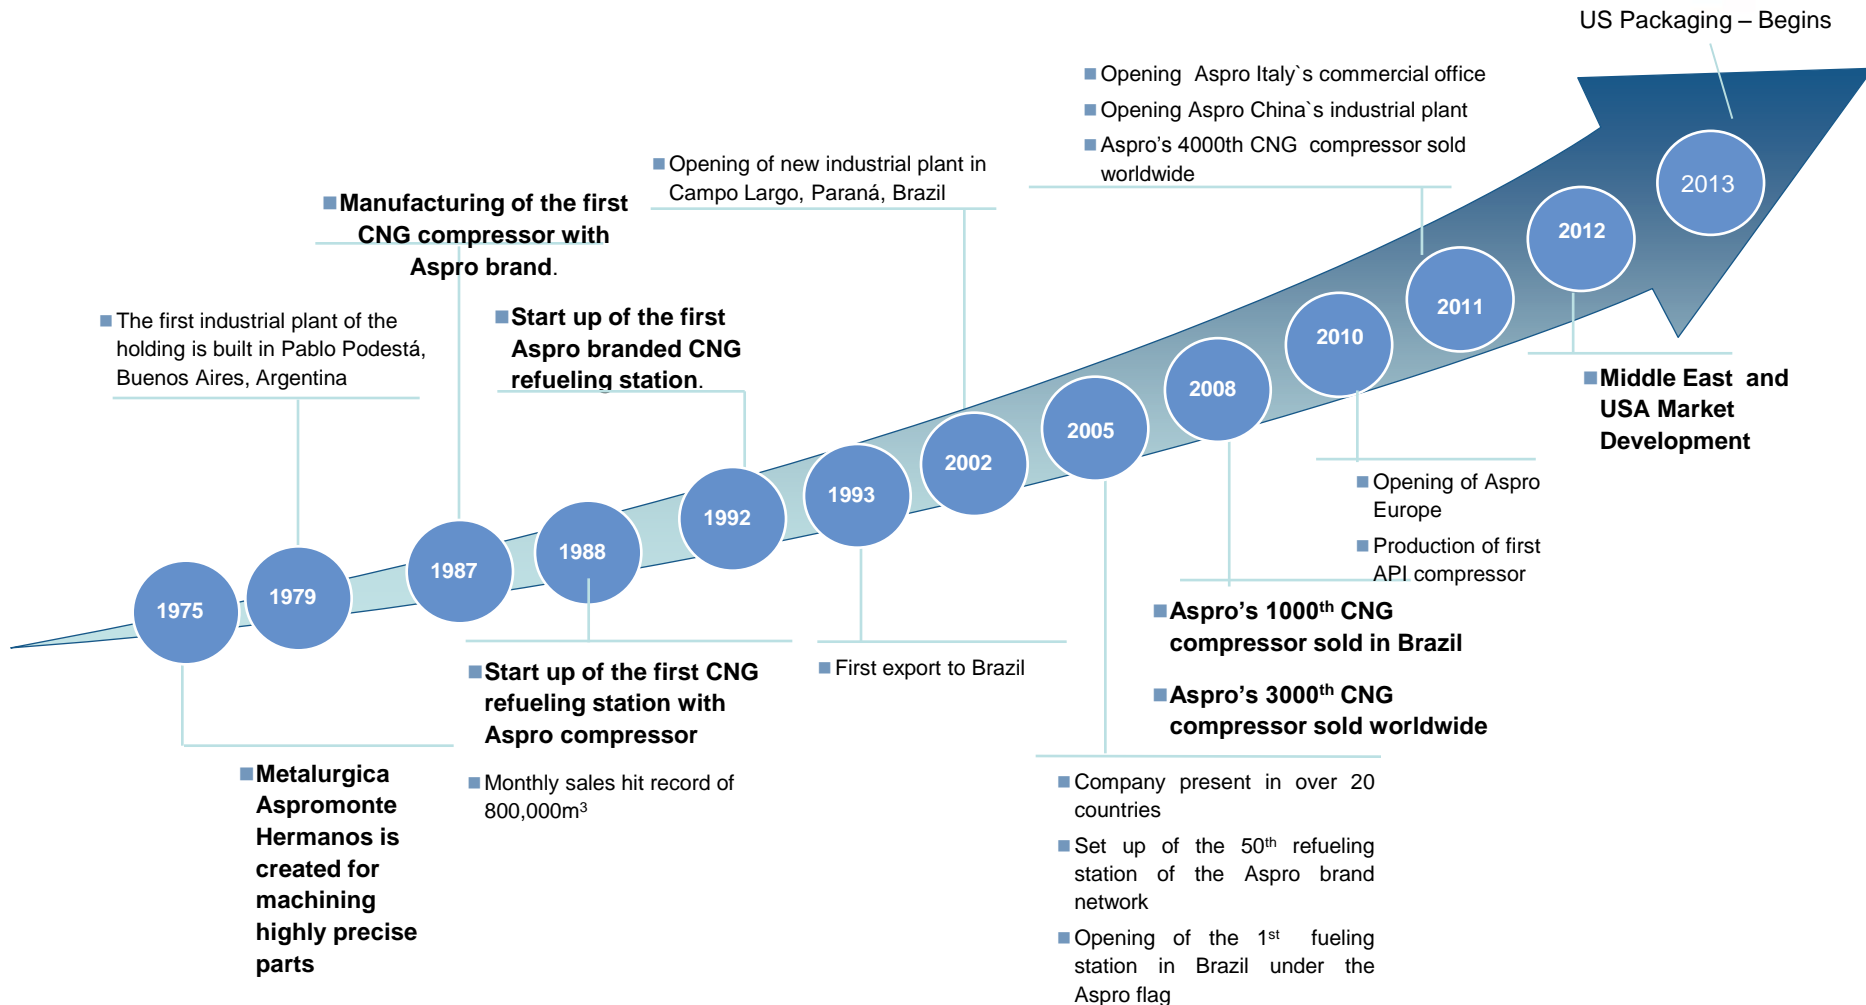 US Packaging – Begins
Opening Aspro Italy`s commercial office
Opening Aspro China`s industrial plant
Aspro’s 4000th CNG compressor sold
worldwide
Opening of new industrial plant in
Campo Largo, Paraná, Brazil
Manufacturing of the first
CNG compressor with
Aspro brand.
The first industrial plant of the
holding is built in Pablo Podestá,
Buenos Aires, Argentina
Start up of the first
Aspro branded CNG
refueling station.
1975
1979
1987
1988
1992
1993
2002
2005
2008
2010
2011
2012
2013
Middle East and
USA Market
Development
Opening of Aspro
Europe
Production of first
API compressor
Aspro’s 1000th CNG
compressor sold in Brazil
Aspro’s 3000th CNG
compressor sold worldwide
First export to Brazil
Start up of the first CNG
refueling station with
Aspro compressor
Monthly sales hit record of
800,000m³
Metalurgica
Aspromonte
Hermanos is
created for
machining
highly precise
parts
Company present in over 20
countries
Set up of the 50th refueling
station of the Aspro brand
network
Opening of the 1st fueling
station in Brazil under the
Aspro flag